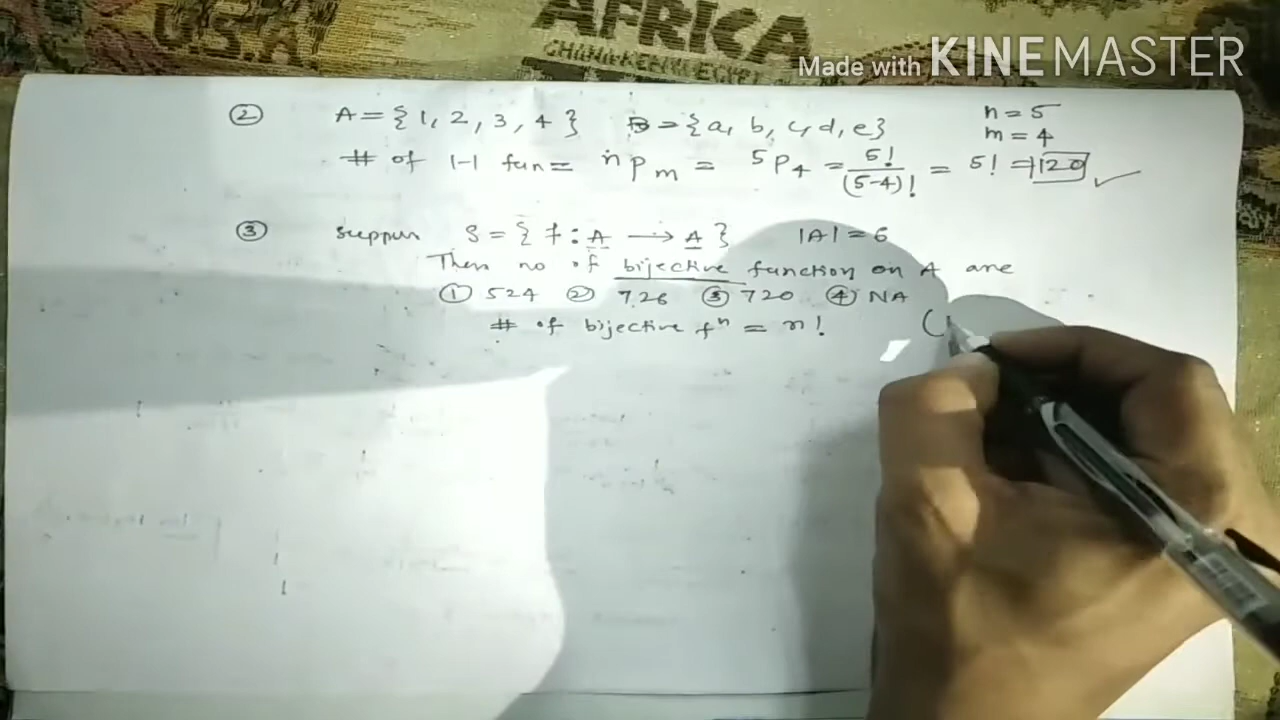 U.S.A.
AFRICA
Made with KINEMASTER
② A = {1, 2, 3, 4} B = {a, b, c, d, e} n = 5
m = 4
# of 1-1 fun = nPm = 5P4 = 5!/(5-4)! = 5! = 120 ✓
③ S = {f : A → A} |A| = 6
Then no of bijective function on A are
① 524 ② 726 ③ 720 ④ NA
# of bijective fⁿ = n! (